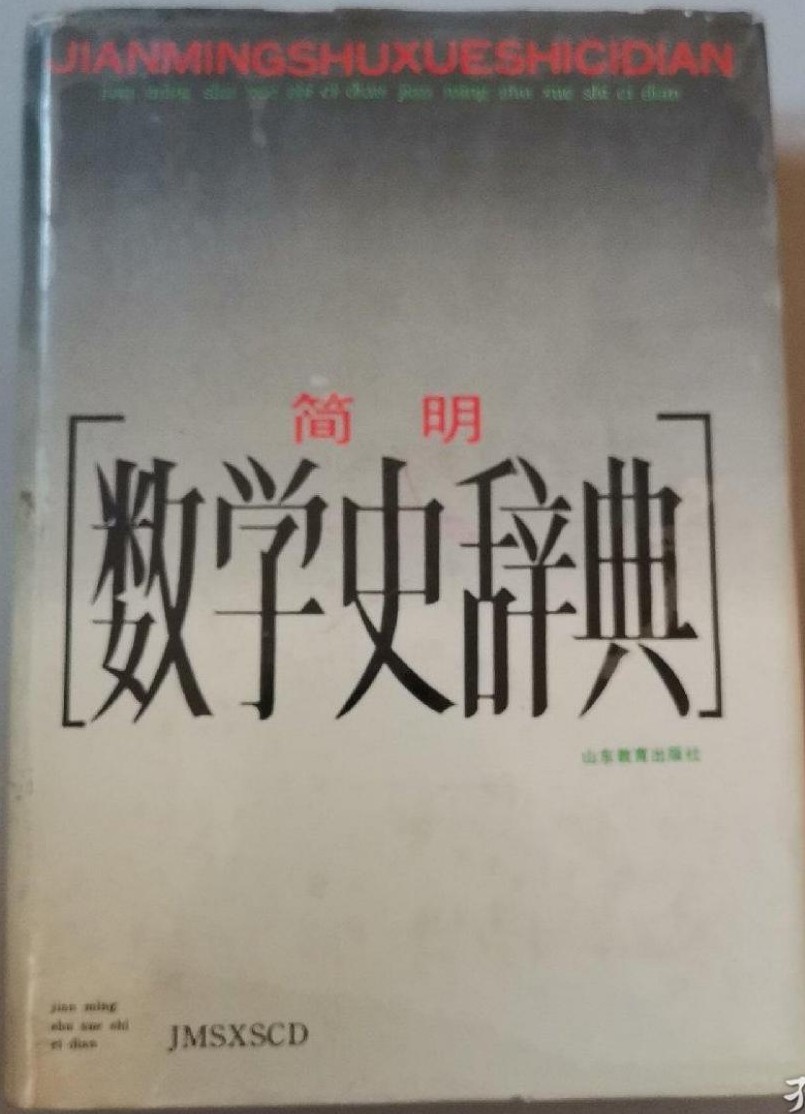 JIANMINGSHUXUESHICIDIAN
jian ming shu xue shi ci dian jian ming shu xue shi ci dian
简 明
[数学史辞典]
山东教育出版社
jian ming
shu xue shi
ci dian
JMSXSCD